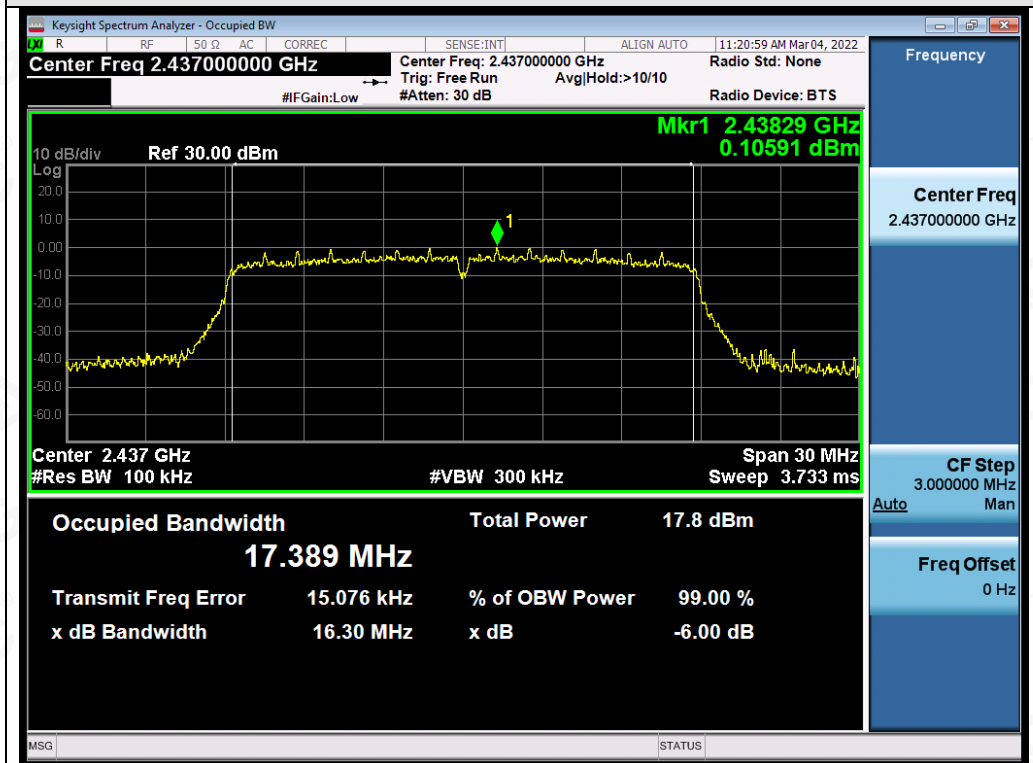 Keysight Spectrum Analyzer - Occupied BW
LXI R RF 50 Ω AC CORREC SENSE:INT ALIGN AUTO 11:20:59 AM Mar 04, 2022
Center Freq 2.437000000 GHz
Center Freq: 2.437000000 GHz
Radio Std: None
Trig: Free Run Avg|Hold:>10/10
#IFGain:Low #Atten: 30 dB Radio Device: BTS
Frequency
Mkr1 2.43829 GHz
0.10591 dBm
10 dB/div Ref 30.00 dBm
Log
20.0
10.0
0.00
-10.0
-20.0
-30.0
-40.0
-50.0
-60.0
1
Center 2.437 GHz Span 30 MHz
#Res BW 100 kHz #VBW 300 kHz Sweep 3.733 ms
Center Freq
2.437000000 GHz
CF Step
3.000000 MHz
Auto Man
Freq Offset
0 Hz
Occupied Bandwidth Total Power 17.8 dBm
17.389 MHz
Transmit Freq Error 15.076 kHz % of OBW Power 99.00 %
x dB Bandwidth 16.30 MHz x dB -6.00 dB
MSG STATUS